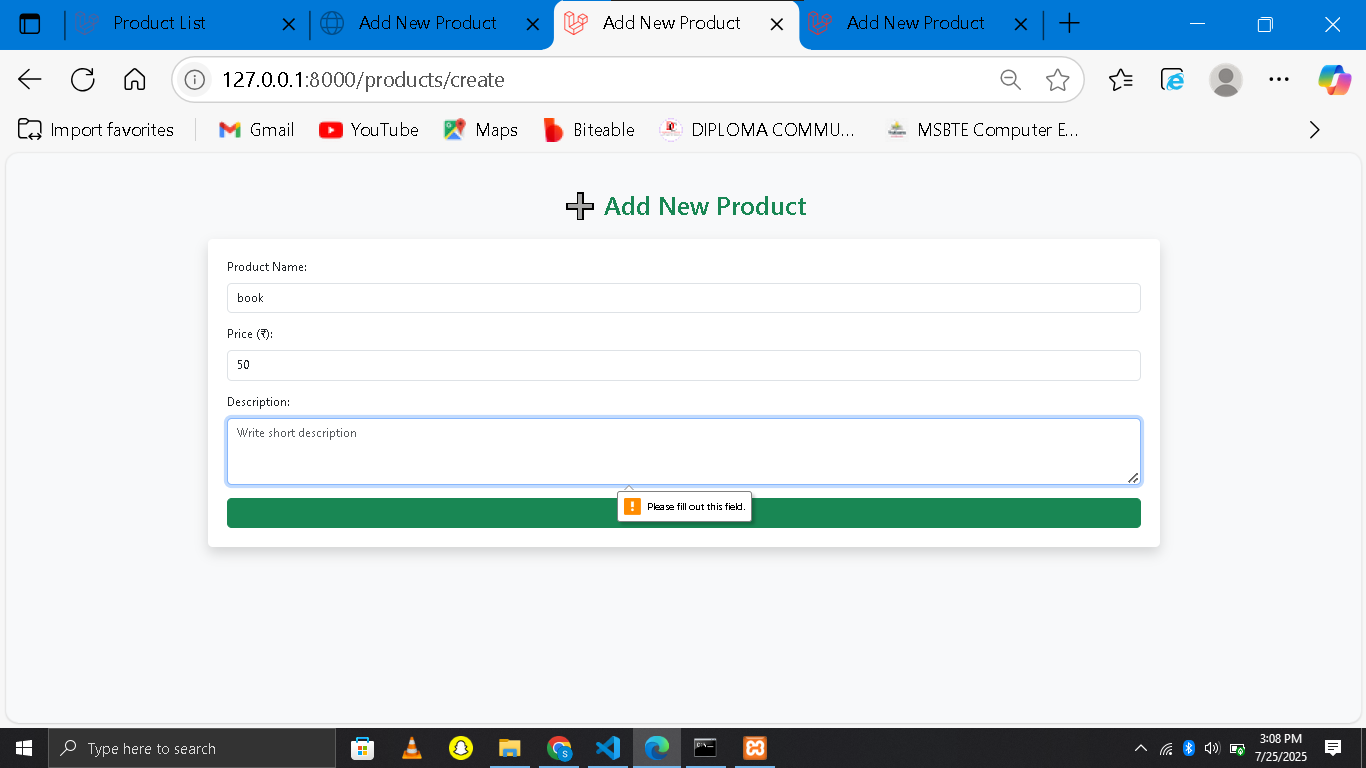 Product List
Add New Product
Add New Product
Add New Product
127.0.0.1:8000/products/create
Import favorites
Gmail
YouTube
Maps
Biteable
DIPLOMA COMMU...
MSBTE Computer E...
Add New Product
Product Name:
book
Price (₹):
50
Description:
Write short description
Please fill out this field.
Type here to search
3:08 PM
7/25/2025